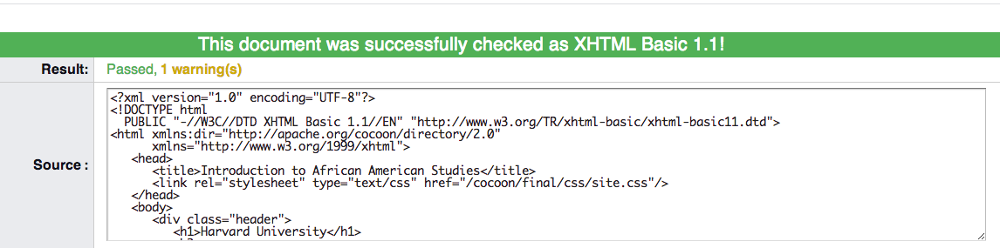 This document was successfully checked as XHTML Basic 1.1!
Result: Passed, 1 warning(s)
<?xml version="1.0" encoding="UTF-8"?>
<!DOCTYPE html
  PUBLIC "-//W3C//DTD XHTML Basic 1.1//EN" "http://www.w3.org/TR/xhtml-basic/xhtml-basic11.dtd">
<html xmlns:dir="http://apache.org/cocoon/directory/2.0"
      xmlns="http://www.w3.org/1999/xhtml">
   <head>
Source :
      <title>Introduction to African American Studies</title>
      <link rel="stylesheet" type="text/css" href="/cocoon/final/css/site.css"/>
   </head>
   <body>
      <div class="header">
         <h1>Harvard University</h1>